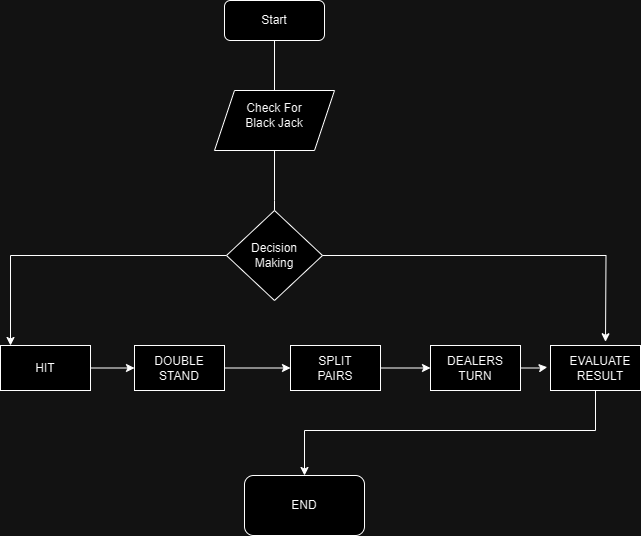 Start
Check For
Black Jack
Decision
Making
HIT
DOUBLE
STAND
SPLIT
PAIRS
DEALERS
TURN
EVALUATE
RESULT
END